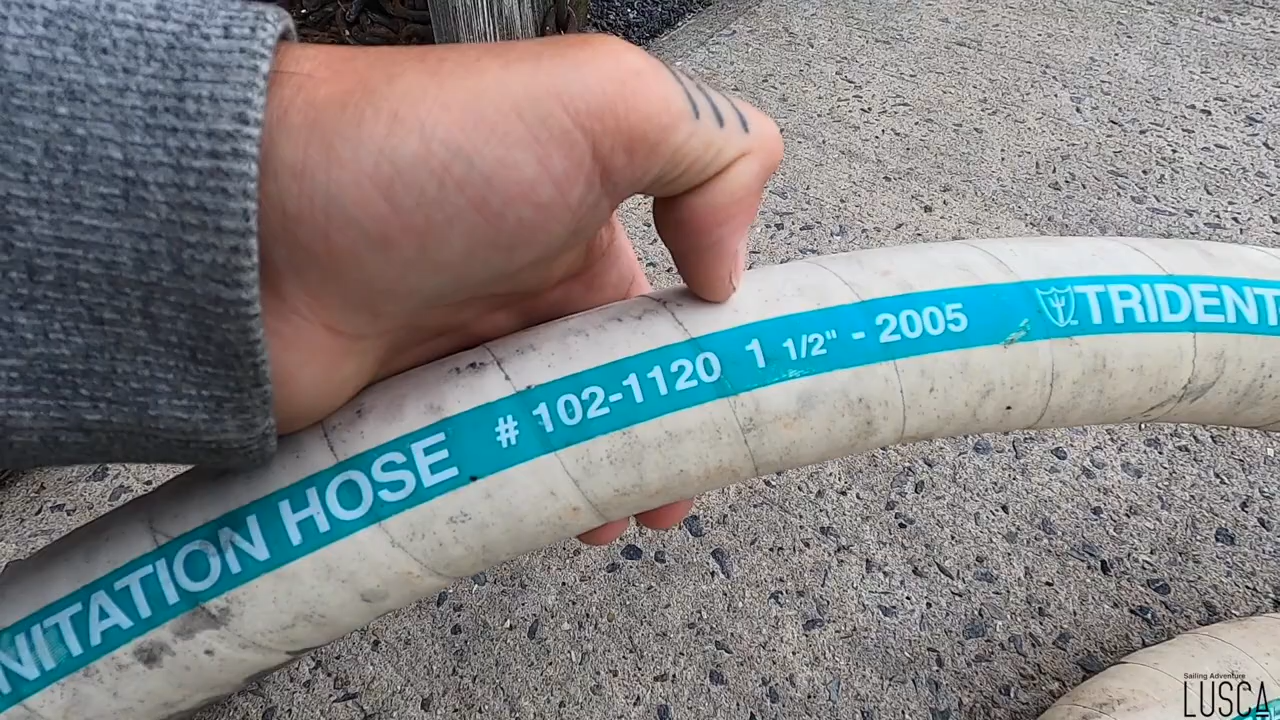 NITATION HOSE # 102-1120 1 1/2" - 2005 TRIDENT
Sailing Adventure
LUSCA